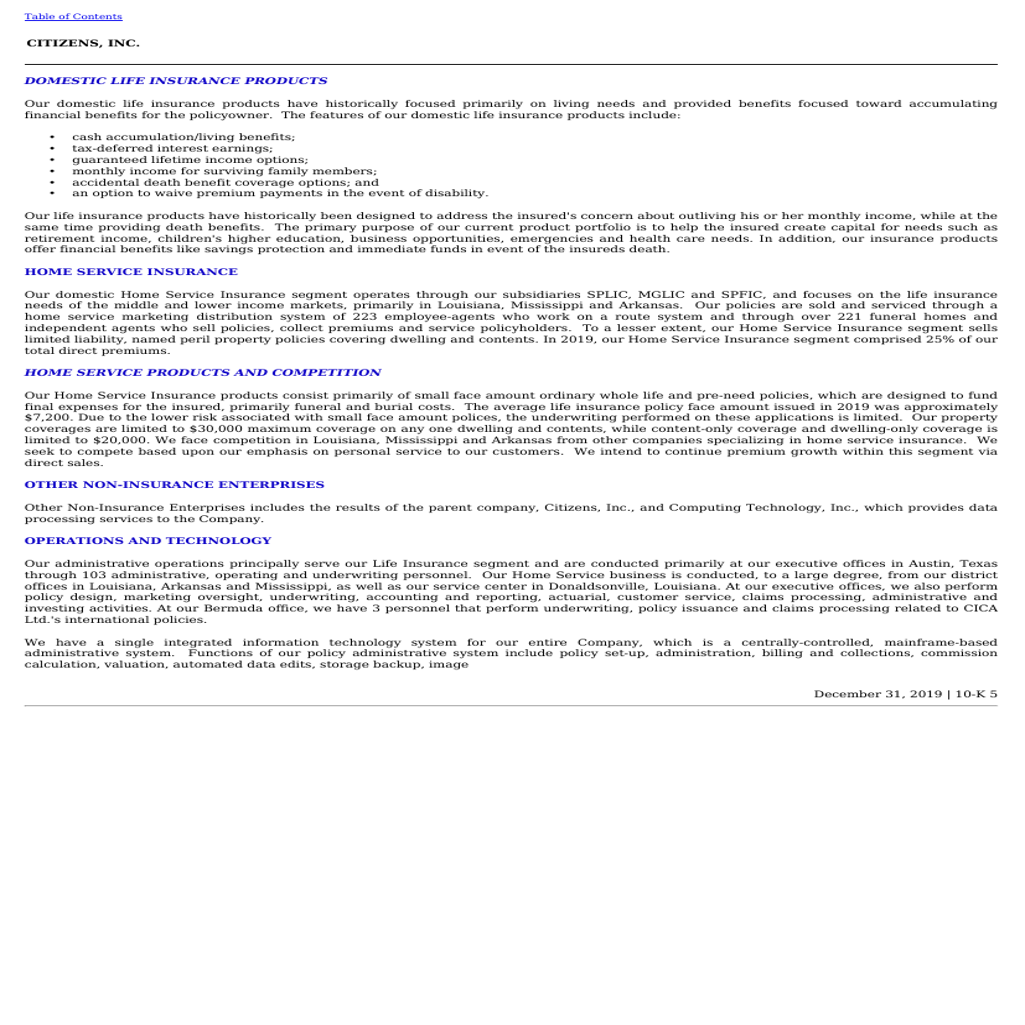 Table of Contents
CITIZENS, INC.
DOMESTIC LIFE INSURANCE PRODUCTS
Our domestic life insurance products have historically focused primarily on living needs and provided benefits focused toward accumulating
financial benefits for the policyowner.  The features of our domestic life insurance products include:
• cash accumulation/living benefits;
• tax-deferred interest earnings;
• guaranteed lifetime income options;
• monthly income for surviving family members;
• accidental death benefit coverage options; and
• an option to waive premium payments in the event of disability.
Our life insurance products have historically been designed to address the insured's concern about outliving his or her monthly income, while at the
same time providing death benefits.  The primary purpose of our current product portfolio is to help the insured create capital for needs such as
retirement income, children's higher education, business opportunities, emergencies and health care needs. In addition, our insurance products
offer financial benefits like savings protection and immediate funds in event of the insureds death.
HOME SERVICE INSURANCE
Our domestic Home Service Insurance segment operates through our subsidiaries SPLIC, MGLIC and SPFIC, and focuses on the life insurance
needs of the middle and lower income markets, primarily in Louisiana, Mississippi and Arkansas.  Our policies are sold and serviced through a
home service marketing distribution system of 223 employee-agents who work on a route system and through over 221 funeral homes and
independent agents who sell policies, collect premiums and service policyholders.  To a lesser extent, our Home Service Insurance segment sells
limited liability, named peril property policies covering dwelling and contents. In 2019, our Home Service Insurance segment comprised 25% of our
total direct premiums.
HOME SERVICE PRODUCTS AND COMPETITION
Our Home Service Insurance products consist primarily of small face amount ordinary whole life and pre-need policies, which are designed to fund
final expenses for the insured, primarily funeral and burial costs.  The average life insurance policy face amount issued in 2019 was approximately
$7,200. Due to the lower risk associated with small face amount polices, the underwriting performed on these applications is limited.  Our property
coverages are limited to $30,000 maximum coverage on any one dwelling and contents, while content-only coverage and dwelling-only coverage is
limited to $20,000. We face competition in Louisiana, Mississippi and Arkansas from other companies specializing in home service insurance.  We
seek to compete based upon our emphasis on personal service to our customers.  We intend to continue premium growth within this segment via
direct sales.
OTHER NON-INSURANCE ENTERPRISES
Other Non-Insurance Enterprises includes the results of the parent company, Citizens, Inc., and Computing Technology, Inc., which provides data
processing services to the Company.
OPERATIONS AND TECHNOLOGY
Our administrative operations principally serve our Life Insurance segment and are conducted primarily at our executive offices in Austin, Texas
through 103 administrative, operating and underwriting personnel.  Our Home Service business is conducted, to a large degree, from our district
offices in Louisiana, Arkansas and Mississippi, as well as our service center in Donaldsonville, Louisiana. At our executive offices, we also perform
policy design, marketing oversight, underwriting, accounting and reporting, actuarial, customer service, claims processing, administrative and
investing activities. At our Bermuda office, we have 3 personnel that perform underwriting, policy issuance and claims processing related to CICA
Ltd.'s international policies.
We have a single integrated information technology system for our entire Company, which is a centrally-controlled, mainframe-based
administrative system.  Functions of our policy administrative system include policy set-up, administration, billing and collections, commission
calculation, valuation, automated data edits, storage backup, image
December 31, 2019 | 10-K 5